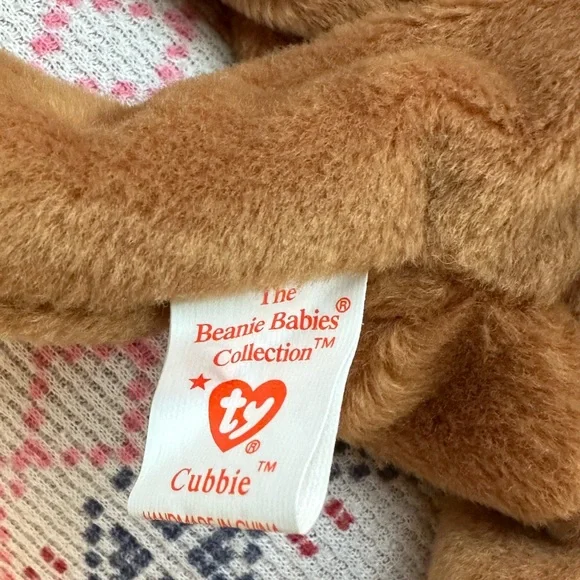 The
Beanie Babies®
Collection™
★ ty®
Cubbie™
HANDMADE IN CHINA